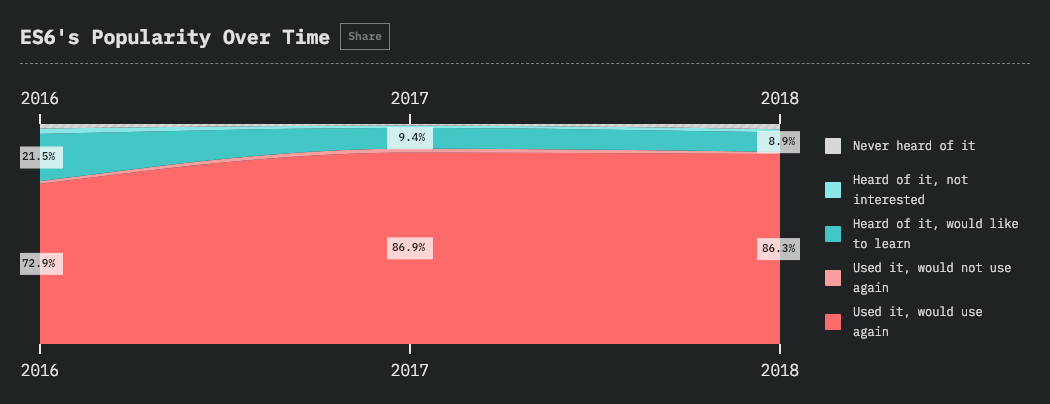 ES6's Popularity Over Time
Share
2016 2017 2018
9.4%
8.9%
21.5%
86.9%
86.3%
72.9%
2016 2017 2018
Never heard of it
Heard of it, not
interested
Heard of it, would like
to learn
Used it, would not use
again
Used it, would use
again